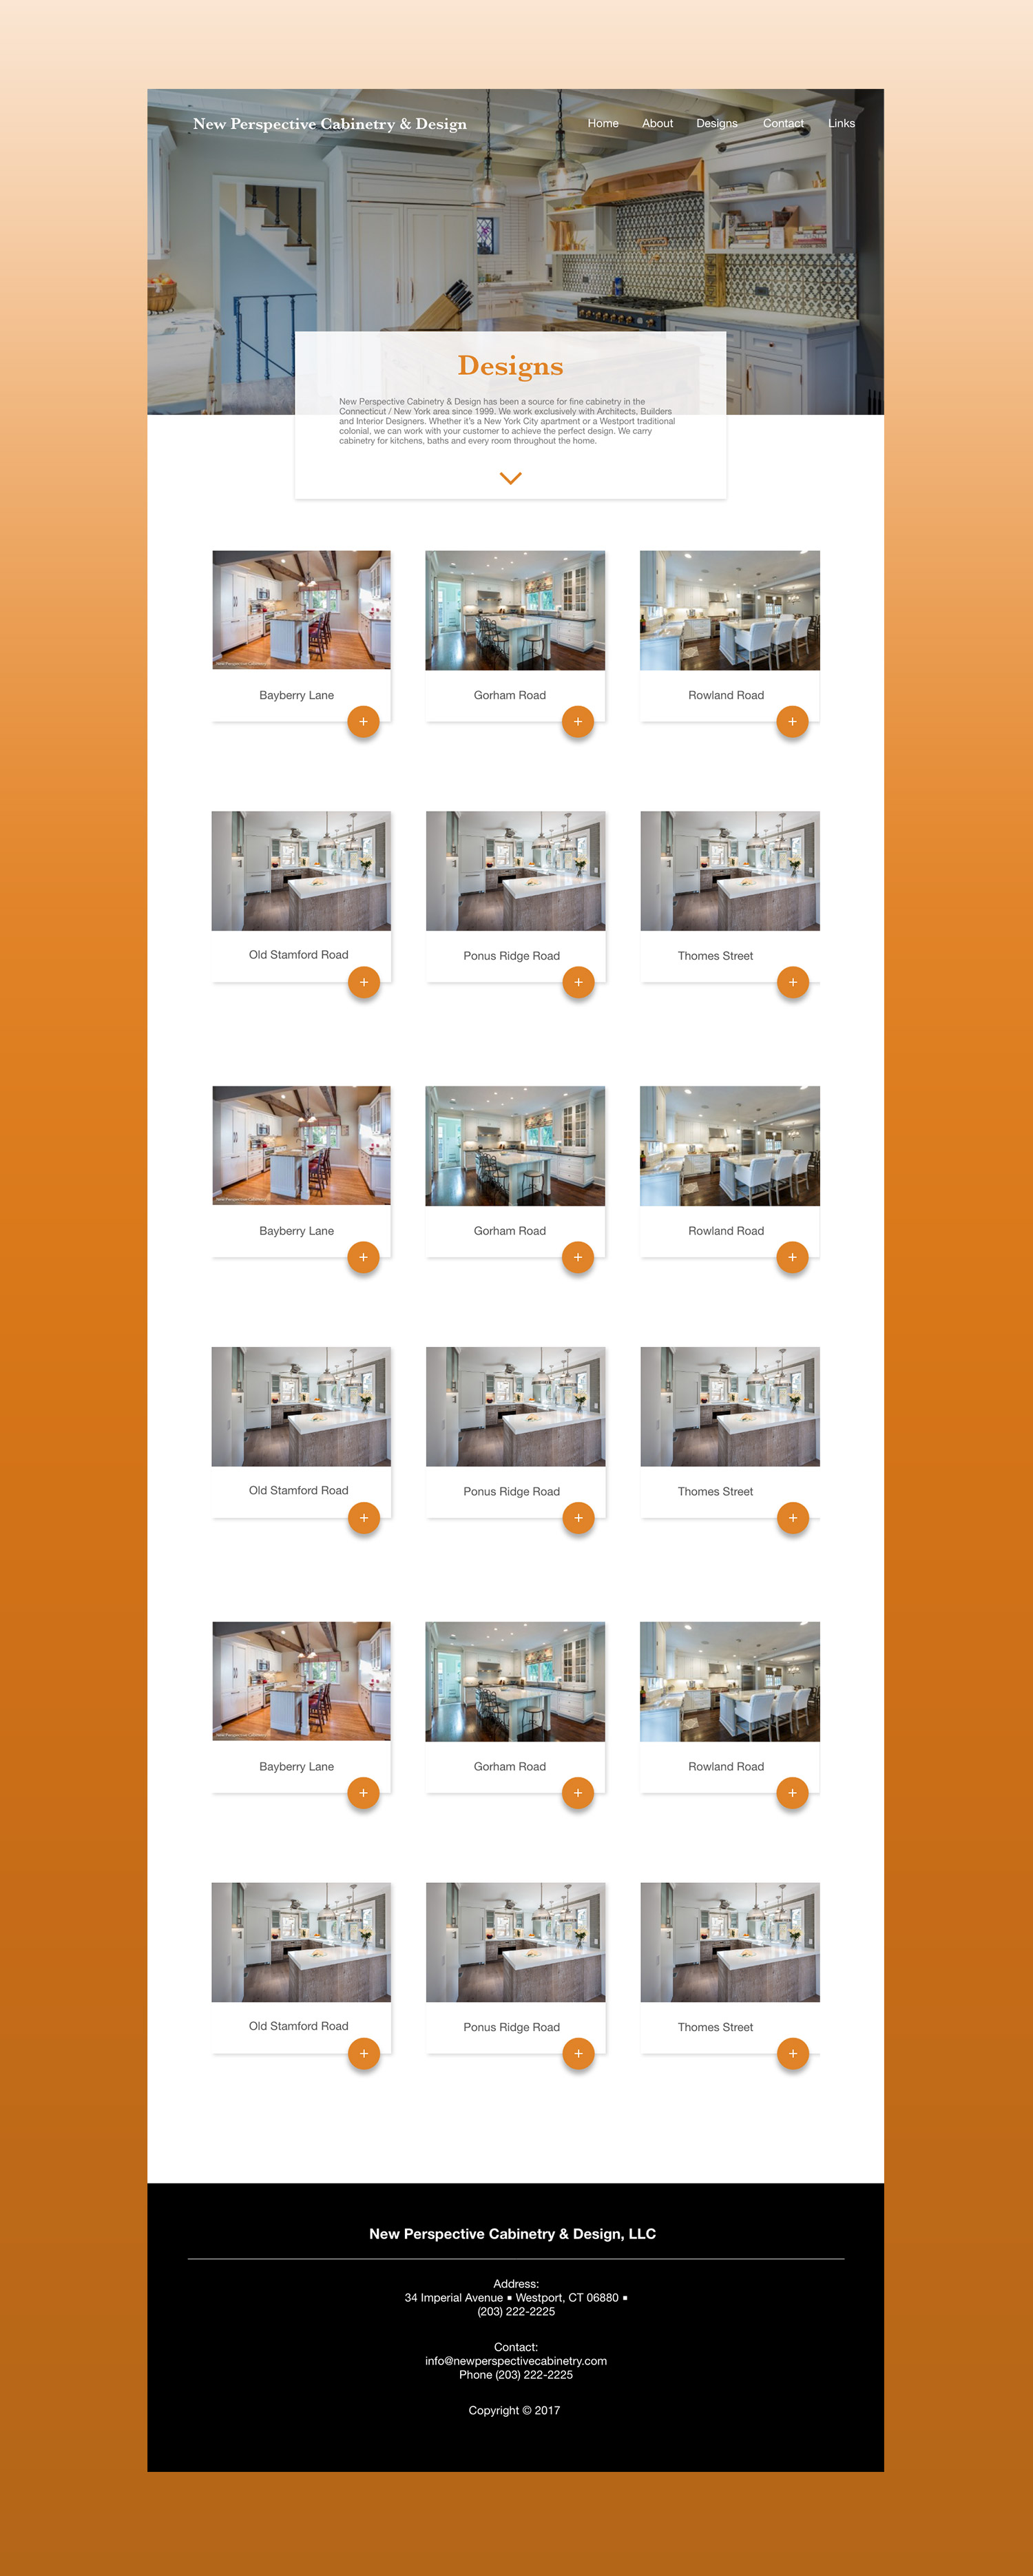 New Perspective Cabinetry & Design
Home About Designs Contact Links
Designs
New Perspective Cabinetry & Design has been a source for fine cabinetry in the
Connecticut / New York area since 1999. We work exclusively with Architects, Builders
and Interior Designers. Whether it's a New York City apartment or a Westport traditional
colonial, we can work with your customer to achieve the perfect design. We carry
cabinetry for kitchens, baths and every room throughout the home.
Bayberry Lane
+
Gorham Road
+
Rowland Road
+
Old Stamford Road
+
Ponus Ridge Road
+
Thomes Street
+
Bayberry Lane
+
Gorham Road
+
Rowland Road
+
Old Stamford Road
+
Ponus Ridge Road
+
Thomes Street
+
Bayberry Lane
+
Gorham Road
+
Rowland Road
+
Old Stamford Road
+
Ponus Ridge Road
+
Thomes Street
+
New Perspective Cabinetry & Design, LLC
Address:
34 Imperial Avenue ▪ Westport, CT 06880 ▪
(203) 222-2225
Contact:
info@newperspectivecabinetry.com
Phone (203) 222-2225
Copyright © 2017